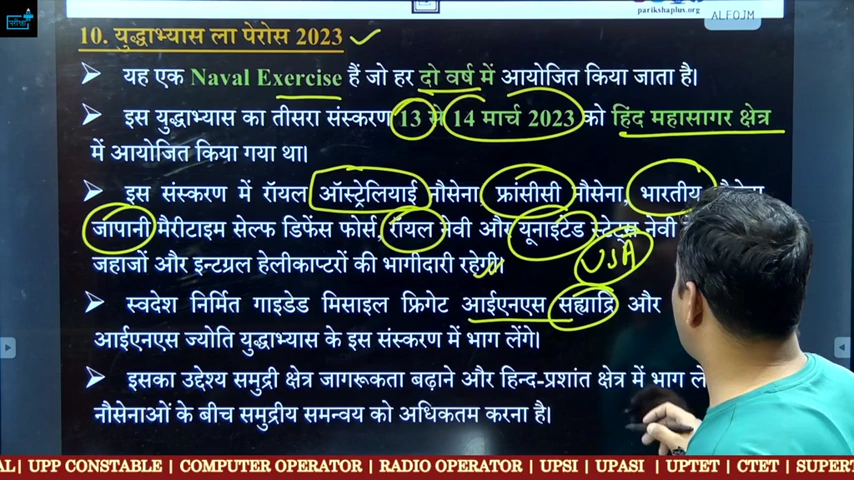 परीक्षा
parikshaplus.org
ALFOJM
10. युद्धाभ्यास ला पेरोस 2023
➤ यह एक Naval Exercise हैं जो हर दो वर्ष में आयोजित किया जाता है।
➤ इस युद्धाभ्यास का तीसरा संस्करण 13 से 14 मार्च 2023 को हिंद महासागर क्षेत्र
में आयोजित किया गया था।
➤ इस संस्करण में रॉयल ऑस्ट्रेलियाई नौसेना, फ्रांसीसी नौसेना, भारतीय
जापानी मैरीटाइम सेल्फ डिफेंस फोर्स, रॉयल नेवी और यूनाइटेड स्टेट्स नेवी
जहाजों और इन्टग्रल हेलीकाप्टरों की भागीदारी रहेगी।
USA
➤ स्वदेश निर्मित गाइडेड मिसाइल फ्रिगेट आईएनएस सह्याद्रि और
आईएनएस ज्योति युद्धाभ्यास के इस संस्करण में भाग लेंगे।
➤ इसका उद्देश्य समुद्री क्षेत्र जागरूकता बढ़ाने और हिन्द-प्रशांत क्षेत्र में भाग
नौसेनाओं के बीच समुद्रीय समन्वय को अधिकतम करना है।
| UPP CONSTABLE | COMPUTER OPERATOR | RADIO OPERATOR | UPSI | UPASI | UPTET | CTET |